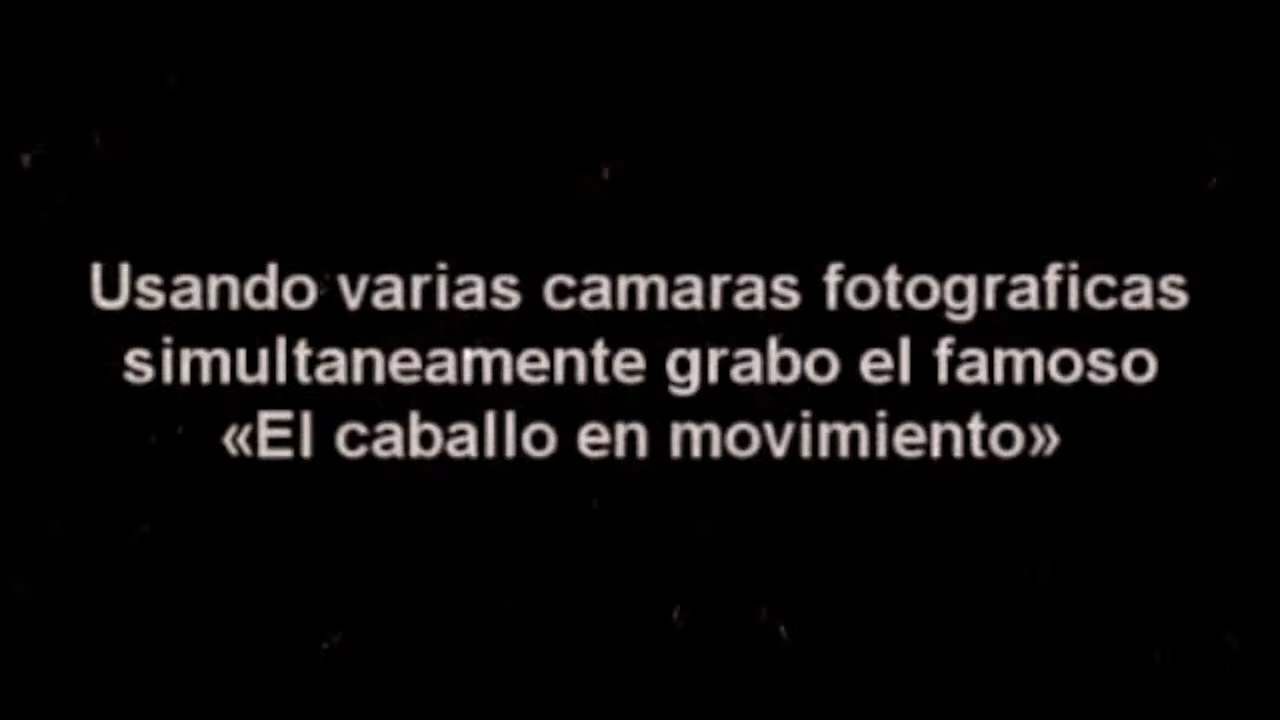 Usando varias camaras fotograficas
simultaneamente grabo el famoso
«El caballo en movimiento»